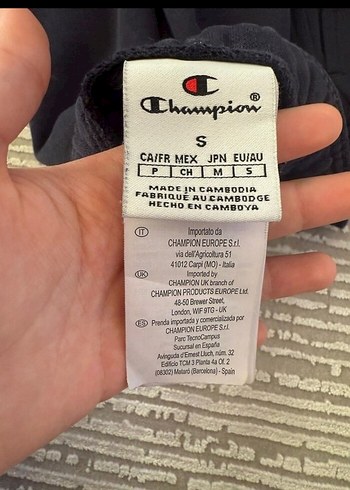 Champion®
S
CA/FR MEX JPN EU/AU
P CH M S
MADE IN CAMBODIA
FABRIQUÉ AU CAMBODGE
HECHO EN CAMBOYA
IT Importato da
CHAMPION EUROPE S.r.l.
via dell'Agricoltura 51
41012 Carpi (MO) - Italia
UK Imported by
CHAMPION UK branch of
CHAMPION PRODUCTS EUROPE Ltd.
48-50 Brewer Street,
London, WIF 9TG - UK
ES Prenda importada y comercializada por
CHAMPION EUROPE S.r.l.
Parc TecnoCampus
Sucursal en España
Avinguda d'Ernest Lluch, núm. 32
Edificio TCM 3 Planta 4a Of. 2
(08302) Mataró (Barcelona) - Spain